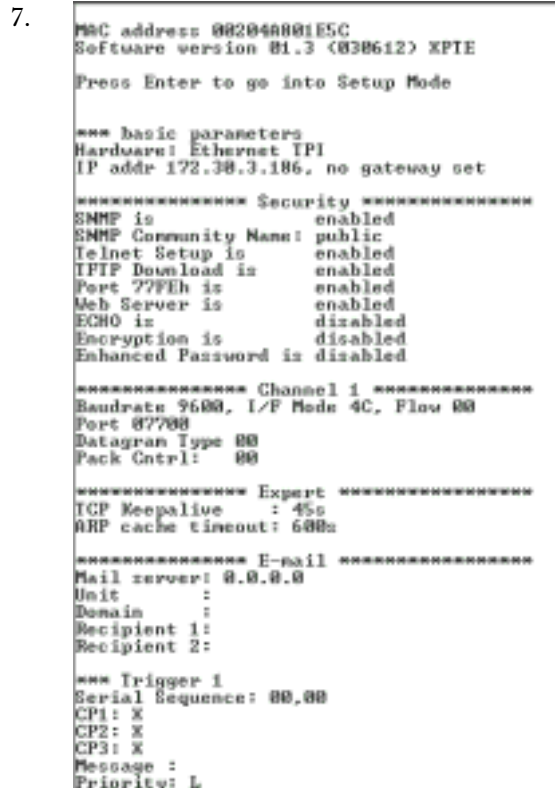 7.
MAC address 00204A801E5C
Software version 01.3 (030612) XPTE
Press Enter to go into Setup Mode
*** basic parameters
Hardware: Ethernet TPI
IP addr 172.30.3.186, no gateway set
*************** Security ***************
SNMP is enabled
SNMP Community Name: public
Telnet Setup is enabled
TFTP Download is enabled
Port 77FEh is enabled
Web Server is enabled
ECHO is disabled
Encryption is disabled
Enhanced Password is disabled
*************** Channel 1 **************
Baudrate 9600, I/F Mode 4C, Flow 00
Port 07700
Datagram Type 00
Pack Cntrl: 00
*************** Expert *****************
TCP Keepalive : 45s
ARP cache timeout: 600s
*************** E-mail *****************
Mail server: 0.0.0.0
Unit :
Domain :
Recipient 1:
Recipient 2:
*** Trigger 1
Serial Sequence: 00,00
CP1: X
CP2: X
CP3: X
Message :
Priority: L